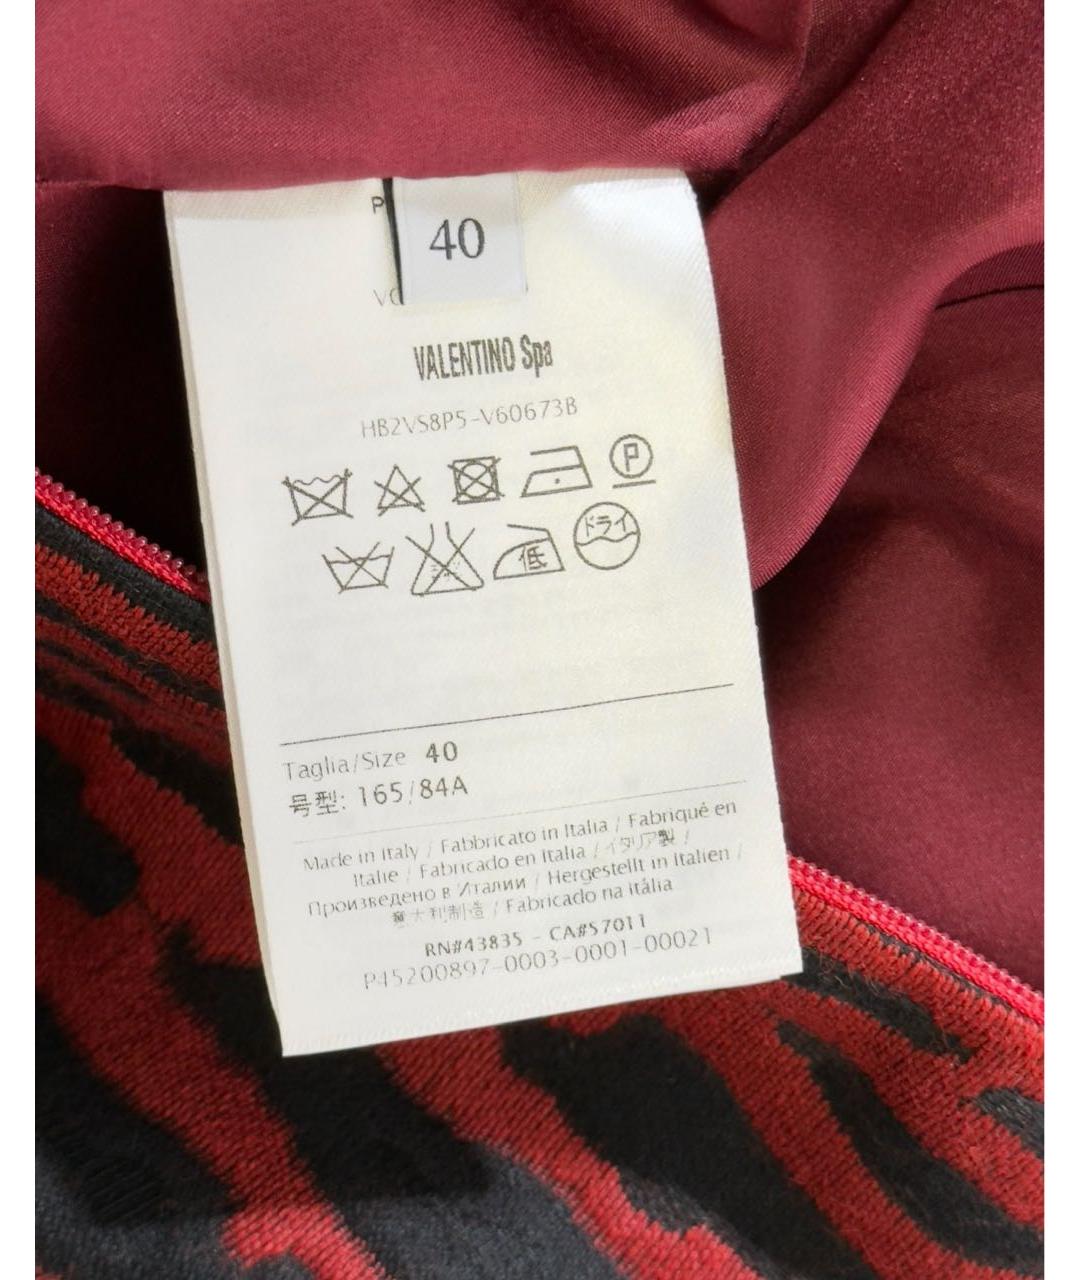 40
VALENTINO Spa
HB2VS8P5-V60673B
P
ドライ
低
Taglia/Size 40
号型: 165/84A
Made in Italy / Fabbricato in Italia / Fabriqué en
Italie / Fabricado en Italia / イタリア製 /
Произведено в Италии / Hergestellt in Italien /
意大利制造 / Fabricado na Itália
RN#43835 - CA#57011
P45200897-0003-0001-00021